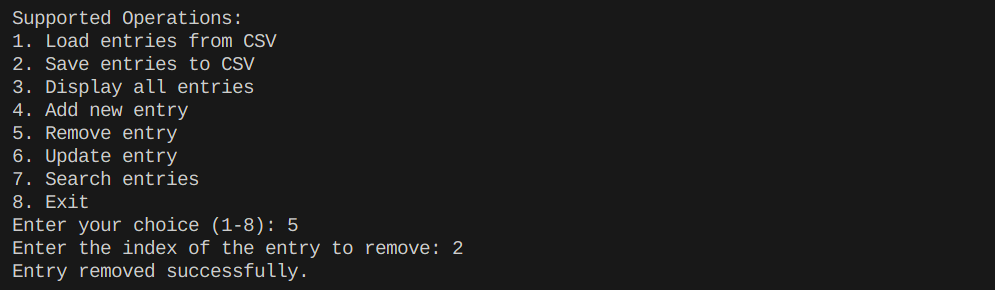 Supported Operations:
1. Load entries from CSV
2. Save entries to CSV
3. Display all entries
4. Add new entry
5. Remove entry
6. Update entry
7. Search entries
8. Exit
Enter your choice (1-8): 5
Enter the index of the entry to remove: 2
Entry removed successfully.